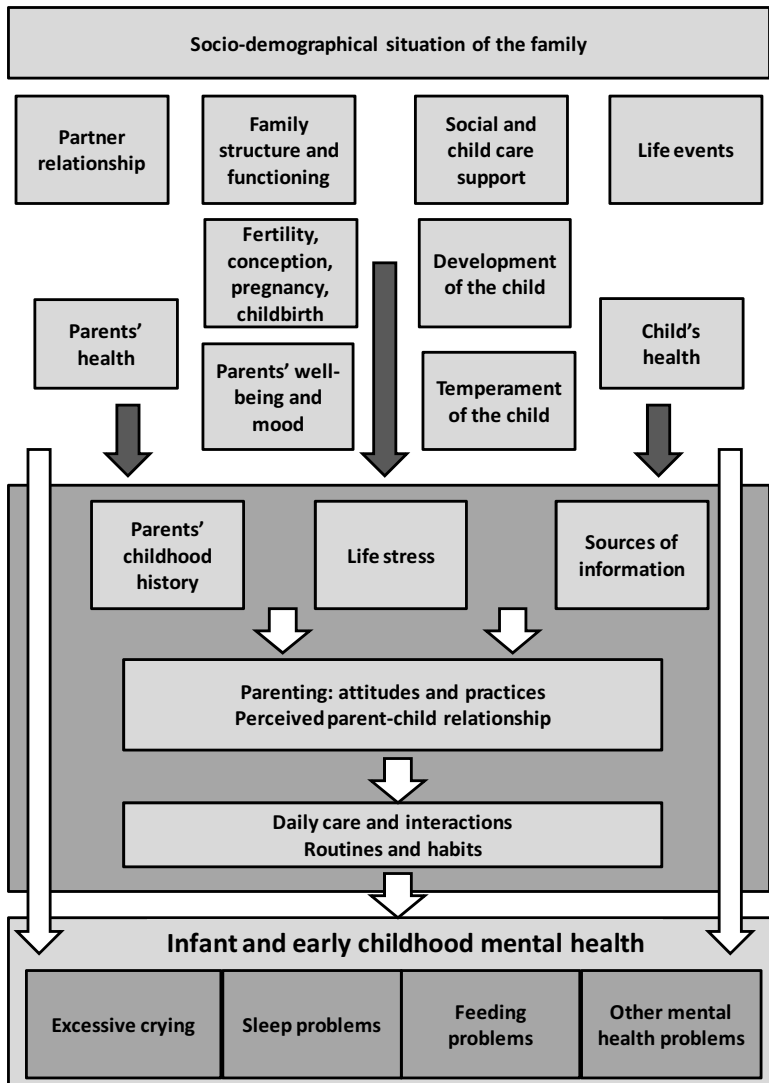 Socio-demographical situation of the family
Partner
relationship
Family
structure and
functioning
Social and
child care
support
Life events
Fertility,
conception,
pregnancy,
childbirth
Development
of the child
Parents'
health
Child's
health
Parents' well-
being and
mood
Temperament
of the child
Parents'
childhood
history
Life stress
Sources of
information
Parenting: attitudes and practices
Perceived parent-child relationship
Daily care and interactions
Routines and habits
Infant and early childhood mental health
Excessive crying
Sleep problems
Feeding
problems
Other mental
health problems